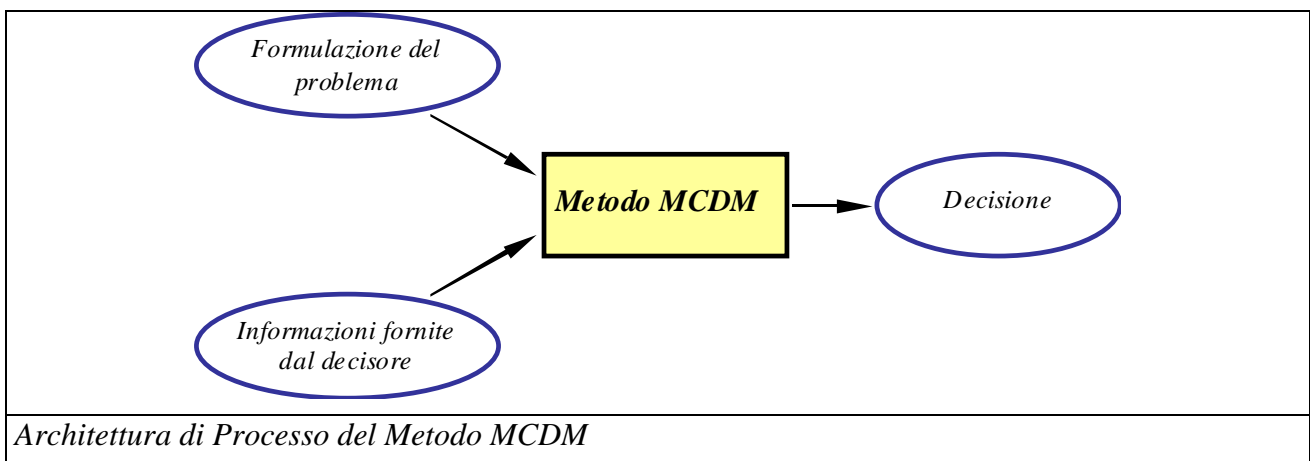 Formulazione del
problema
Metodo MCDM
Decisione
Informazioni fornite
dal decisore
Architettura di Processo del Metodo MCDM